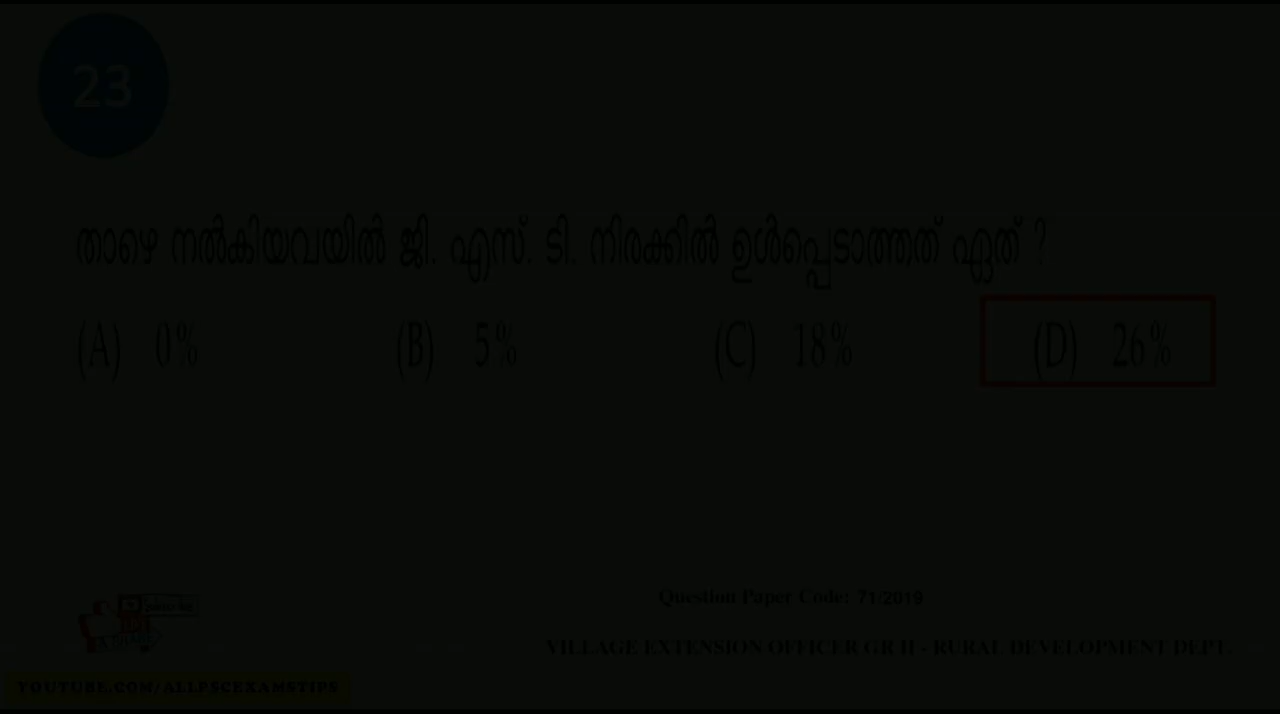 23
താഴെ നൽകിയവയിൽ ജി. എസ്. ടി. നിരക്കിൽ ഉൾപ്പെടാത്തത് ഏത് ?
(A) 0% (B) 5% (C) 18% (D) 26%
Question Paper Code: 71/2019
VILLAGE EXTENSION OFFICER GR II - RURAL DEVELOPMENT DEPT.
YOUTUBE.COM/ALLPSCEXAMSTIPS